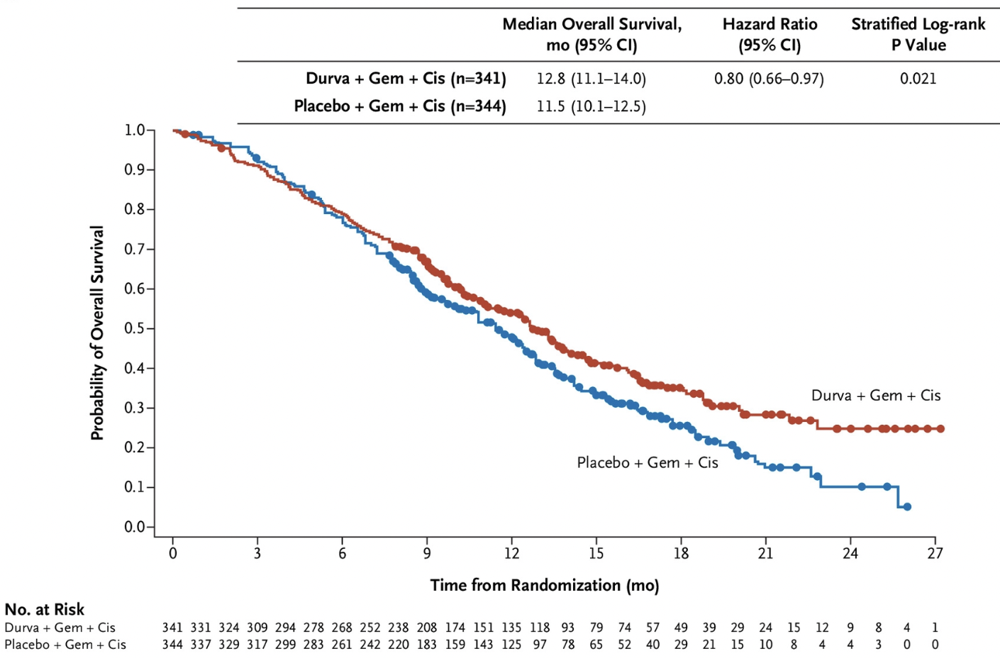 Median Overall Survival, mo (95% CI) Hazard Ratio (95% CI) Stratified Log-rank P Value
Durva + Gem + Cis (n=341) 12.8 (11.1–14.0) 0.80 (0.66–0.97) 0.021
Placebo + Gem + Cis (n=344) 11.5 (10.1–12.5)
Probability of Overall Survival
1.0
0.9
0.8
0.7
0.6
0.5
0.4
0.3
0.2
0.1
0.0
Durva + Gem + Cis
Placebo + Gem + Cis
0 3 6 9 12 15 18 21 24 27
Time from Randomization (mo)
No. at Risk
Durva + Gem + Cis 341 331 324 309 294 278 268 252 238 208 174 151 135 118 93 79 74 57 49 39 29 24 15 12 9 8 4 1
Placebo + Gem + Cis 344 337 329 317 299 283 261 242 220 183 159 143 125 97 78 65 52 40 29 21 15 10 8 4 4 3 0 0